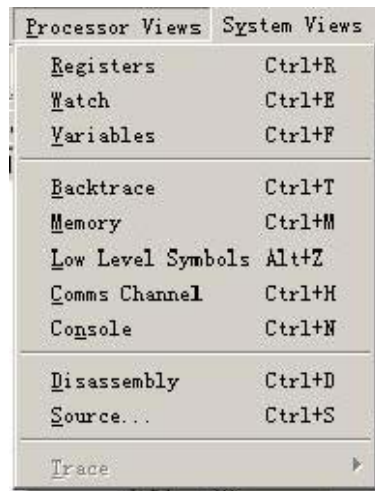 Processor Views System Views
Registers Ctrl+R
Watch Ctrl+E
Variables Ctrl+F
Backtrace Ctrl+T
Memory Ctrl+M
Low Level Symbols Alt+Z
Comms Channel Ctrl+H
Console Ctrl+N
Disassembly Ctrl+D
Source... Ctrl+S
Trace